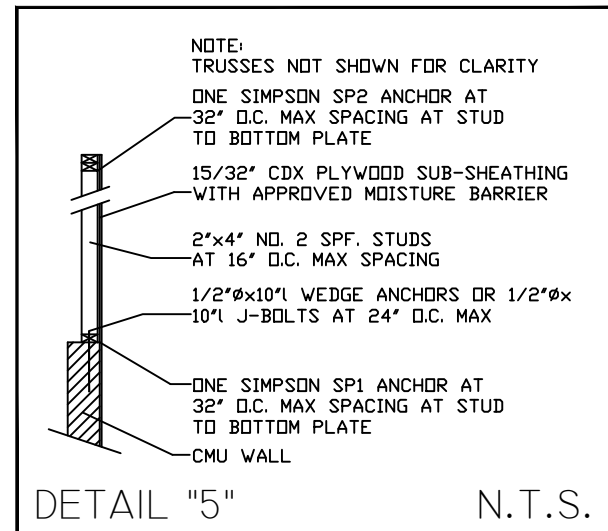 NOTE:
TRUSSES NOT SHOWN FOR CLARITY
ONE SIMPSON SP2 ANCHOR AT
32" O.C. MAX SPACING AT STUD
TO BOTTOM PLATE
15/32" CDX PLYWOOD SUB-SHEATHING
WITH APPROVED MOISTURE BARRIER
2"x4" NO. 2 SPF. STUDS
AT 16" O.C. MAX SPACING
1/2"øx10"l WEDGE ANCHORS OR 1/2"øx
10"l J-BOLTS AT 24" O.C. MAX
ONE SIMPSON SP1 ANCHOR AT
32" O.C. MAX SPACING AT STUD
TO BOTTOM PLATE
CMU WALL
DETAIL "5" N.T.S.